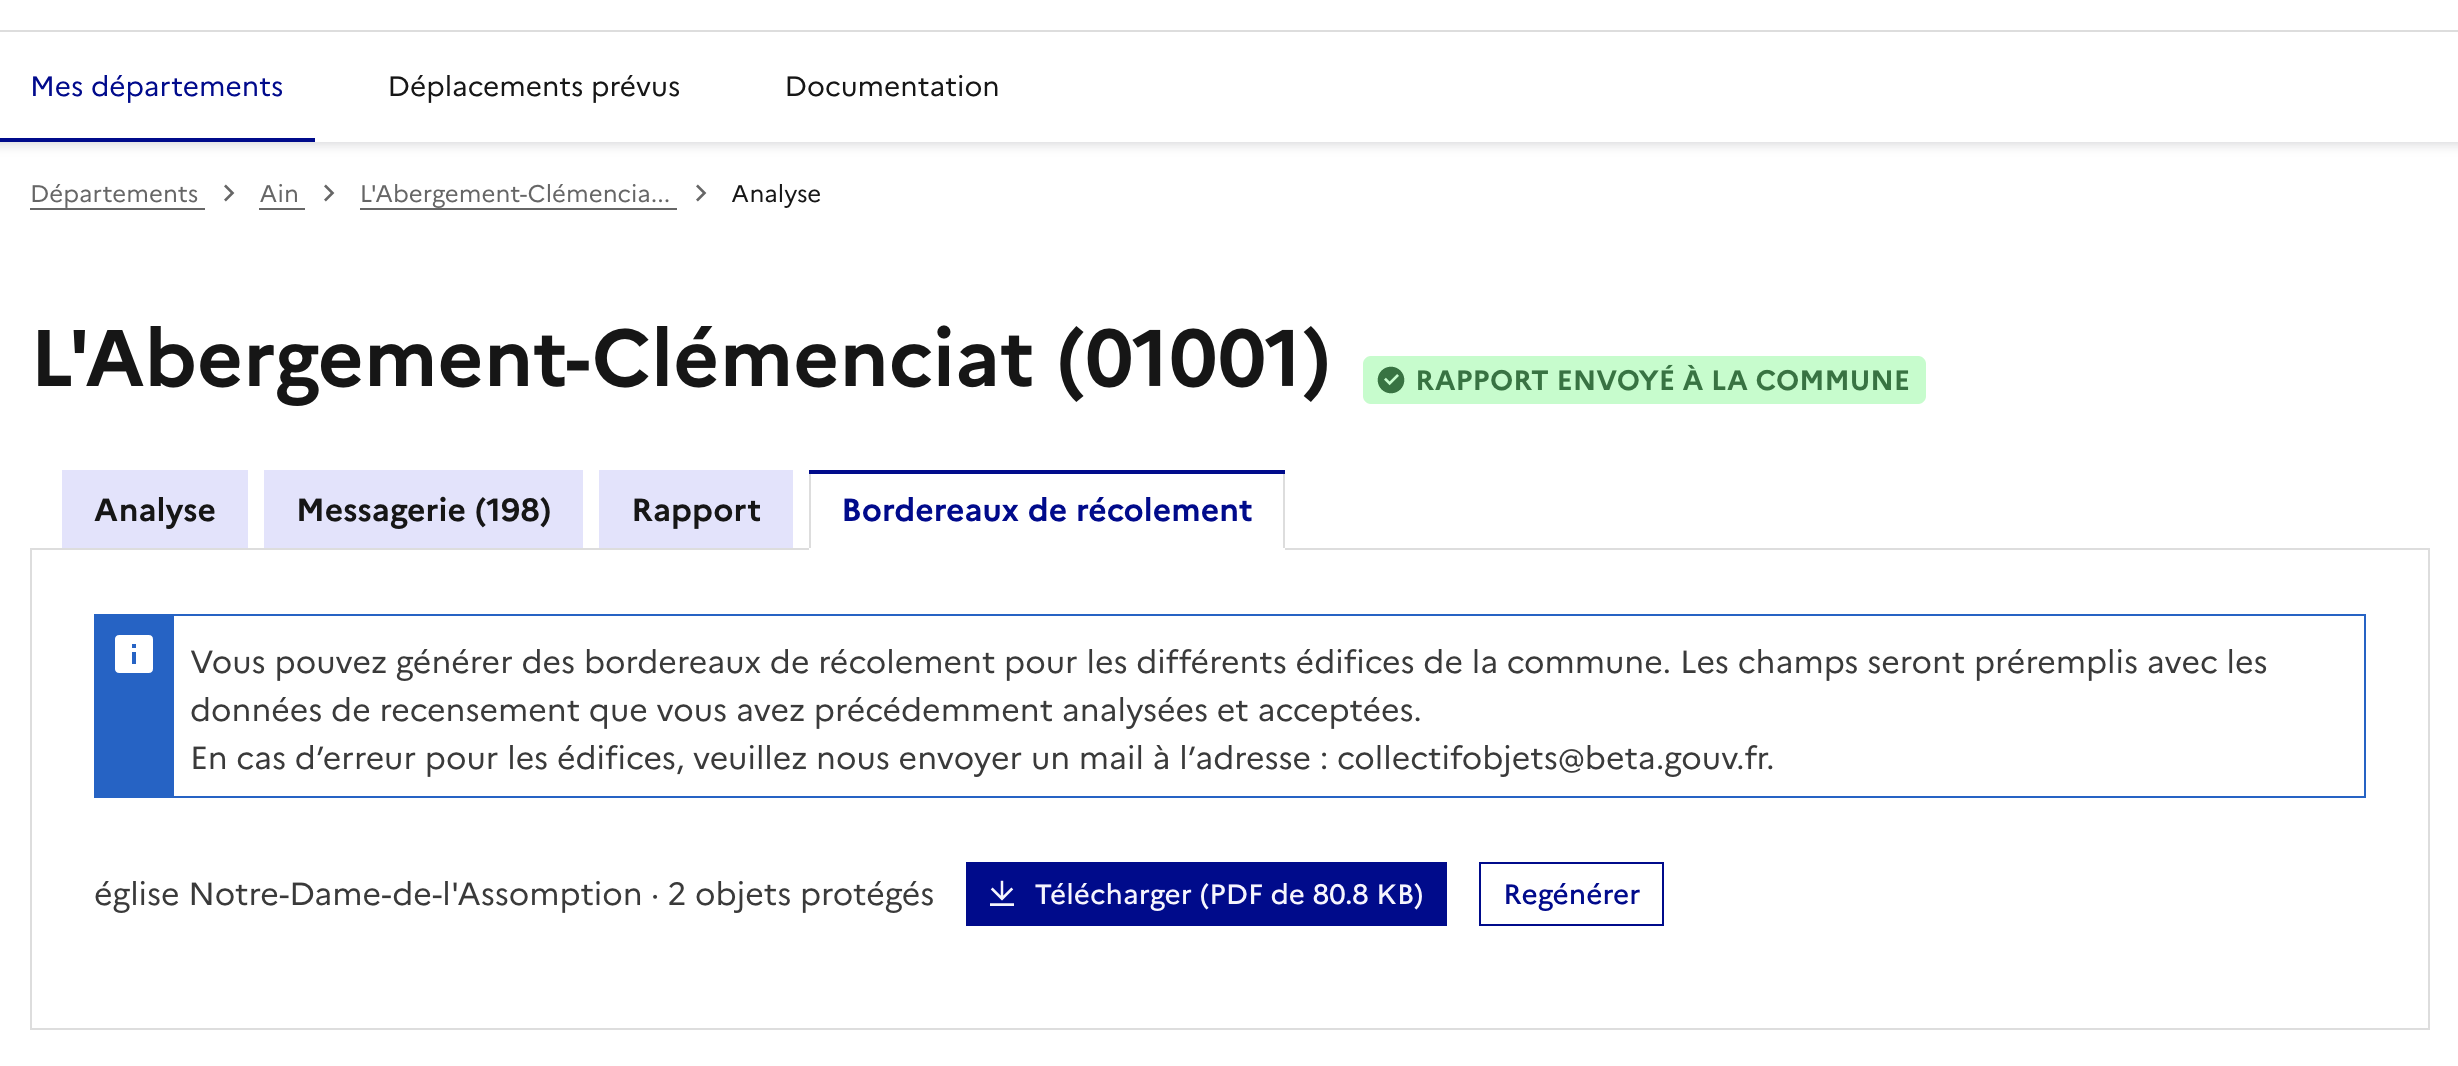 Mes départements Déplacements prévus Documentation
Départements > Ain > L'Abergement-Clémencia... > Analyse
L'Abergement-Clémenciat (01001) RAPPORT ENVOYÉ À LA COMMUNE
Analyse Messagerie (198) Rapport Bordereaux de récolement
Vous pouvez générer des bordereaux de récolement pour les différents édifices de la commune. Les champs seront préremplis avec les
données de recensement que vous avez précédemment analysées et acceptées.
En cas d’erreur pour les édifices, veuillez nous envoyer un mail à l’adresse : collectifobjets@beta.gouv.fr.
église Notre-Dame-de-l'Assomption · 2 objets protégés Télécharger (PDF de 80.8 KB) Regénérer